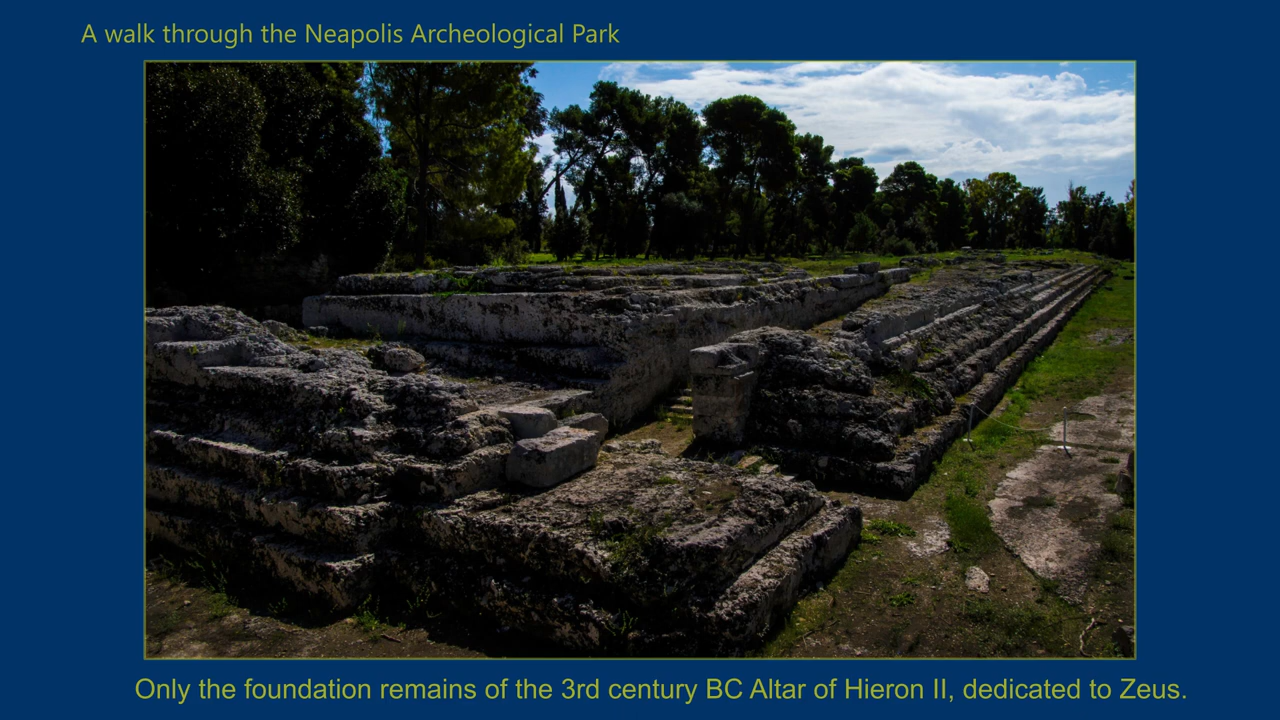 A walk through the Neapolis Archeological Park
Only the foundation remains of the 3rd century BC Altar of Hieron II, dedicated to Zeus.